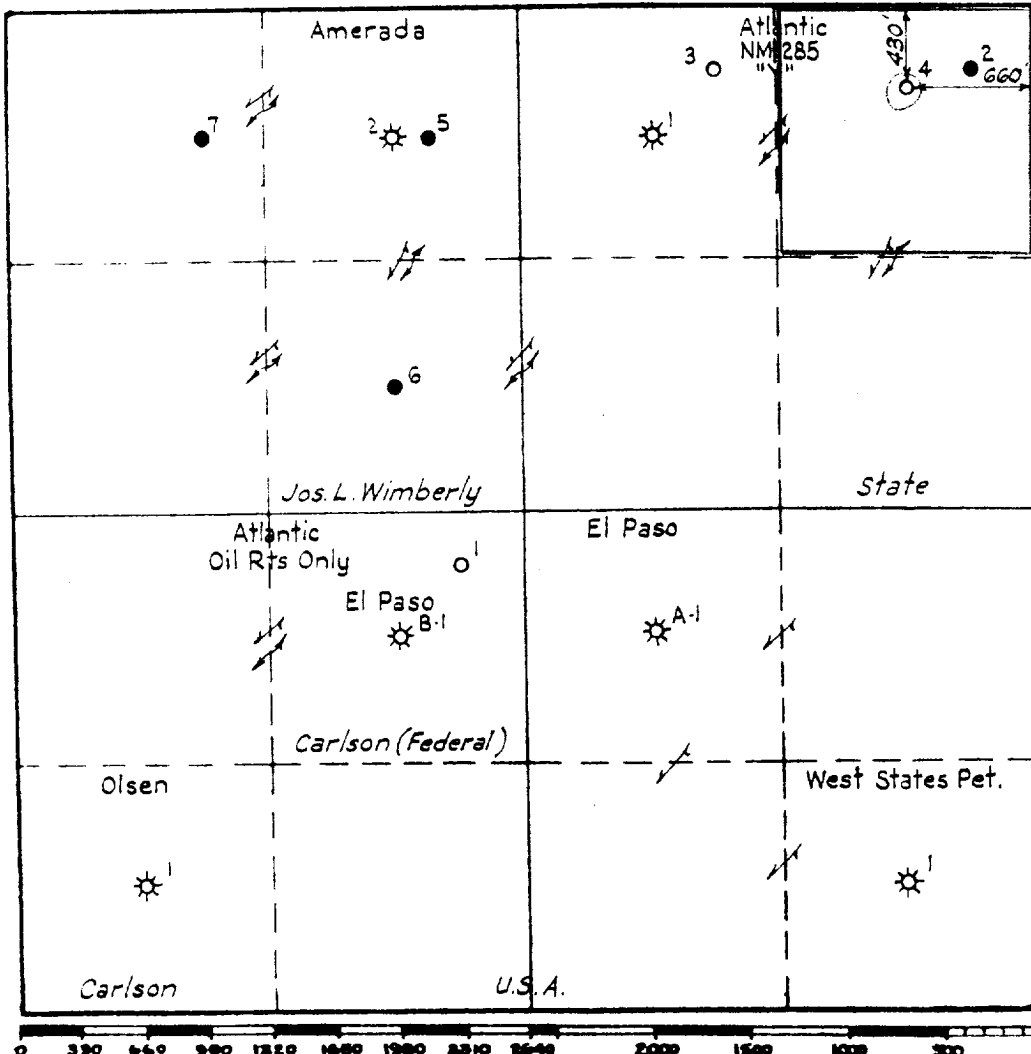 Amerada
Atlantic
NM 285
"Y"
3
430'
4
2
660'
7
2
5
1
6
Jos. L. Wimberly
State
Atlantic
Oil Rts Only
El Paso
1
El Paso
B-1
A-1
Carlson (Federal)
Olsen
West States Pet.
1
1
Carlson
U.S.A.
0 330 660 990 1320 1650 1980 2310 2640 2000 1500 1000 500